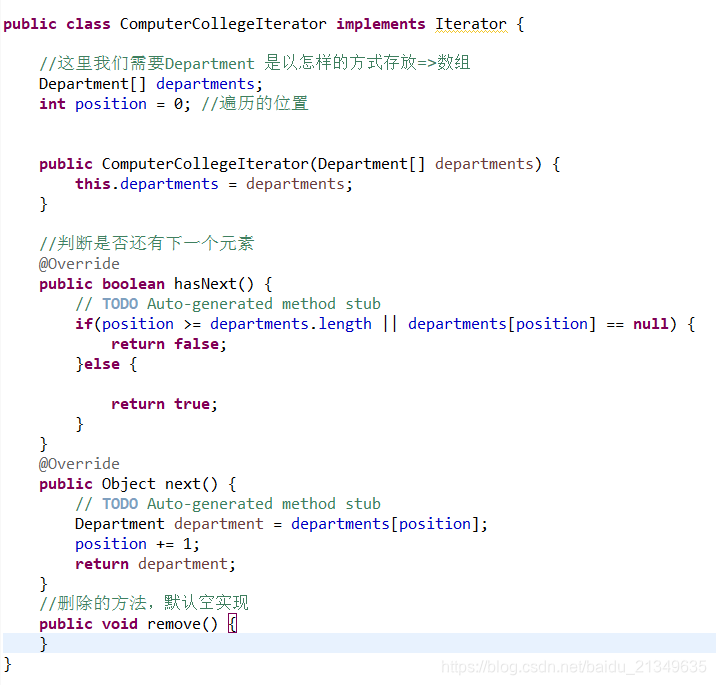 public class ComputerCollegeIterator implements Iterator {
//这里我们需要Department 是以怎样的方式存放=>数组
Department[] departments;
int position = 0; //遍历的位置
public ComputerCollegeIterator(Department[] departments) {
this.departments = departments;
}
//判断是否还有下一个元素
@Override
public boolean hasNext() {
// TODO Auto-generated method stub
if(position >= departments.length || departments[position] == null) {
return false;
}else {
return true;
}
}
@Override
public Object next() {
// TODO Auto-generated method stub
Department department = departments[position];
position += 1;
return department;
}
//删除的方法，默认空实现
public void remove() {
}
}
https://blog.csdn.net/baidu_21349635